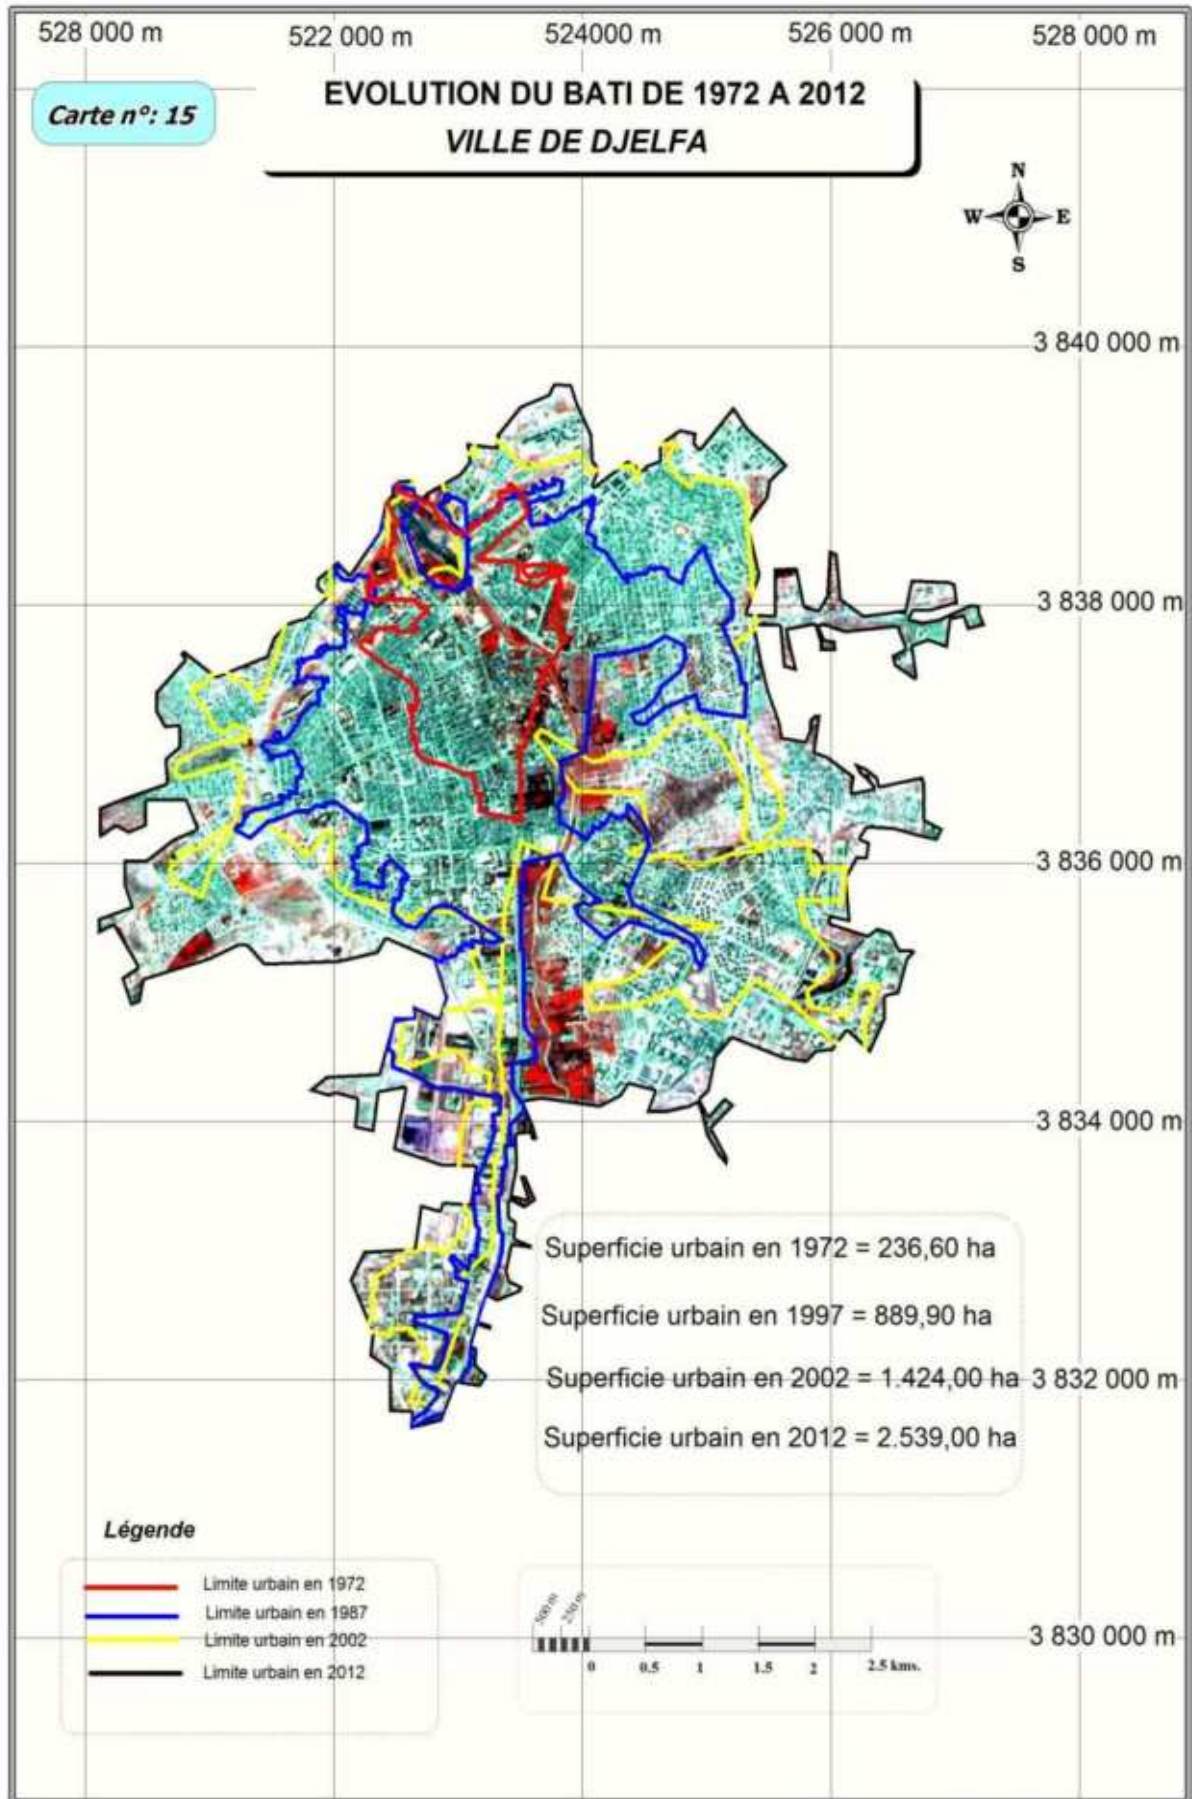 528 000 m 522 000 m 524000 m 526 000 m 528 000 m
Carte n°: 15
EVOLUTION DU BATI DE 1972 A 2012
VILLE DE DJELFA
N
W E
S
3 840 000 m
3 838 000 m
3 836 000 m
3 834 000 m
Superficie urbain en 1972 = 236,60 ha
Superficie urbain en 1997 = 889,90 ha
Superficie urbain en 2002 = 1.424,00 ha
3 832 000 m
Superficie urbain en 2012 = 2.539,00 ha
Légende
Limite urbain en 1972
Limite urbain en 1987
Limite urbain en 2002
Limite urbain en 2012
500 m 250 m
3 830 000 m
0 0.5 1 1.5 2 2.5 kms.